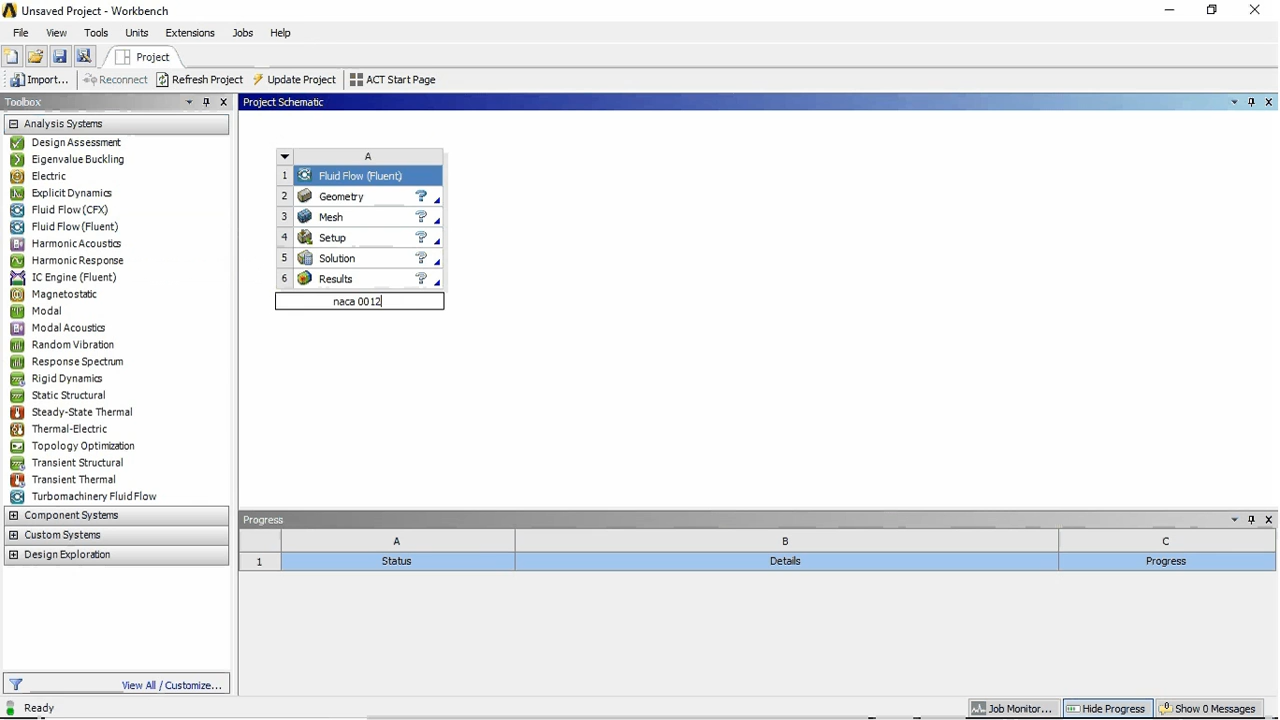 Unsaved Project - Workbench
File View Tools Units Extensions Jobs Help
Project
Import... Reconnect Refresh Project Update Project ACT Start Page
Toolbox
Analysis Systems
Design Assessment
Eigenvalue Buckling
Electric
Explicit Dynamics
Fluid Flow (CFX)
Fluid Flow (Fluent)
Harmonic Acoustics
Harmonic Response
IC Engine (Fluent)
Magnetostatic
Modal
Modal Acoustics
Random Vibration
Response Spectrum
Rigid Dynamics
Static Structural
Steady-State Thermal
Thermal-Electric
Topology Optimization
Transient Structural
Transient Thermal
Turbomachinery Fluid Flow
Component Systems
Custom Systems
Design Exploration
View All / Customize...
Project Schematic
A
1 Fluid Flow (Fluent)
2 Geometry ?
3 Mesh ?
4 Setup ?
5 Solution ?
6 Results ?
naca 0012
Progress
A B C
1 Status Details Progress
Ready
Job Monitor... Hide Progress 0 Show 0 Messages